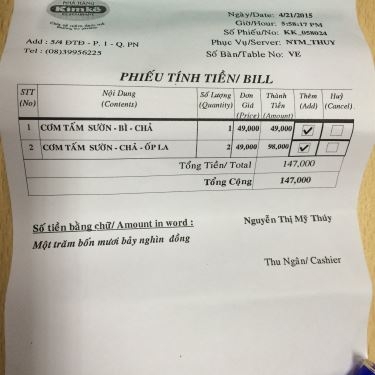 NHÀ HÀNG
Kimkê
RESTAURANT
Add : 5/4 ĐTĐ - P. 1 - Q. PN
Tel : (08)39956225
Ngày/Date: 4/21/2015
Giờ/Hour: 5:58:17 PM
Số Phiếu/No: KK_058024
Phục Vụ/Server: NTM_THUY
Số Bàn/Table No: VE
PHIẾU TÍNH TIỀN/ BILL
STT (No) Nội Dung (Contents) Số Lượng (Quantity) Đơn Giá (Price) Thành Tiền (Amount) Thêm (Add) Huỷ (Cancel)
1 CƠM TẤM SƯỜN - BÌ - CHẢ 1 49,000 49,000
2 CƠM TẤM SƯỜN - CHẢ - ỐP LA 2 49,000 98,000
Tổng Tiền/ Total 147,000
Tổng Cộng 147,000
Số tiền bằng chữ/ Amount in word :
Một trăm bốn mươi bảy nghìn đồng
Nguyễn Thị Mỹ Thúy
Thu Ngân/ Cashier